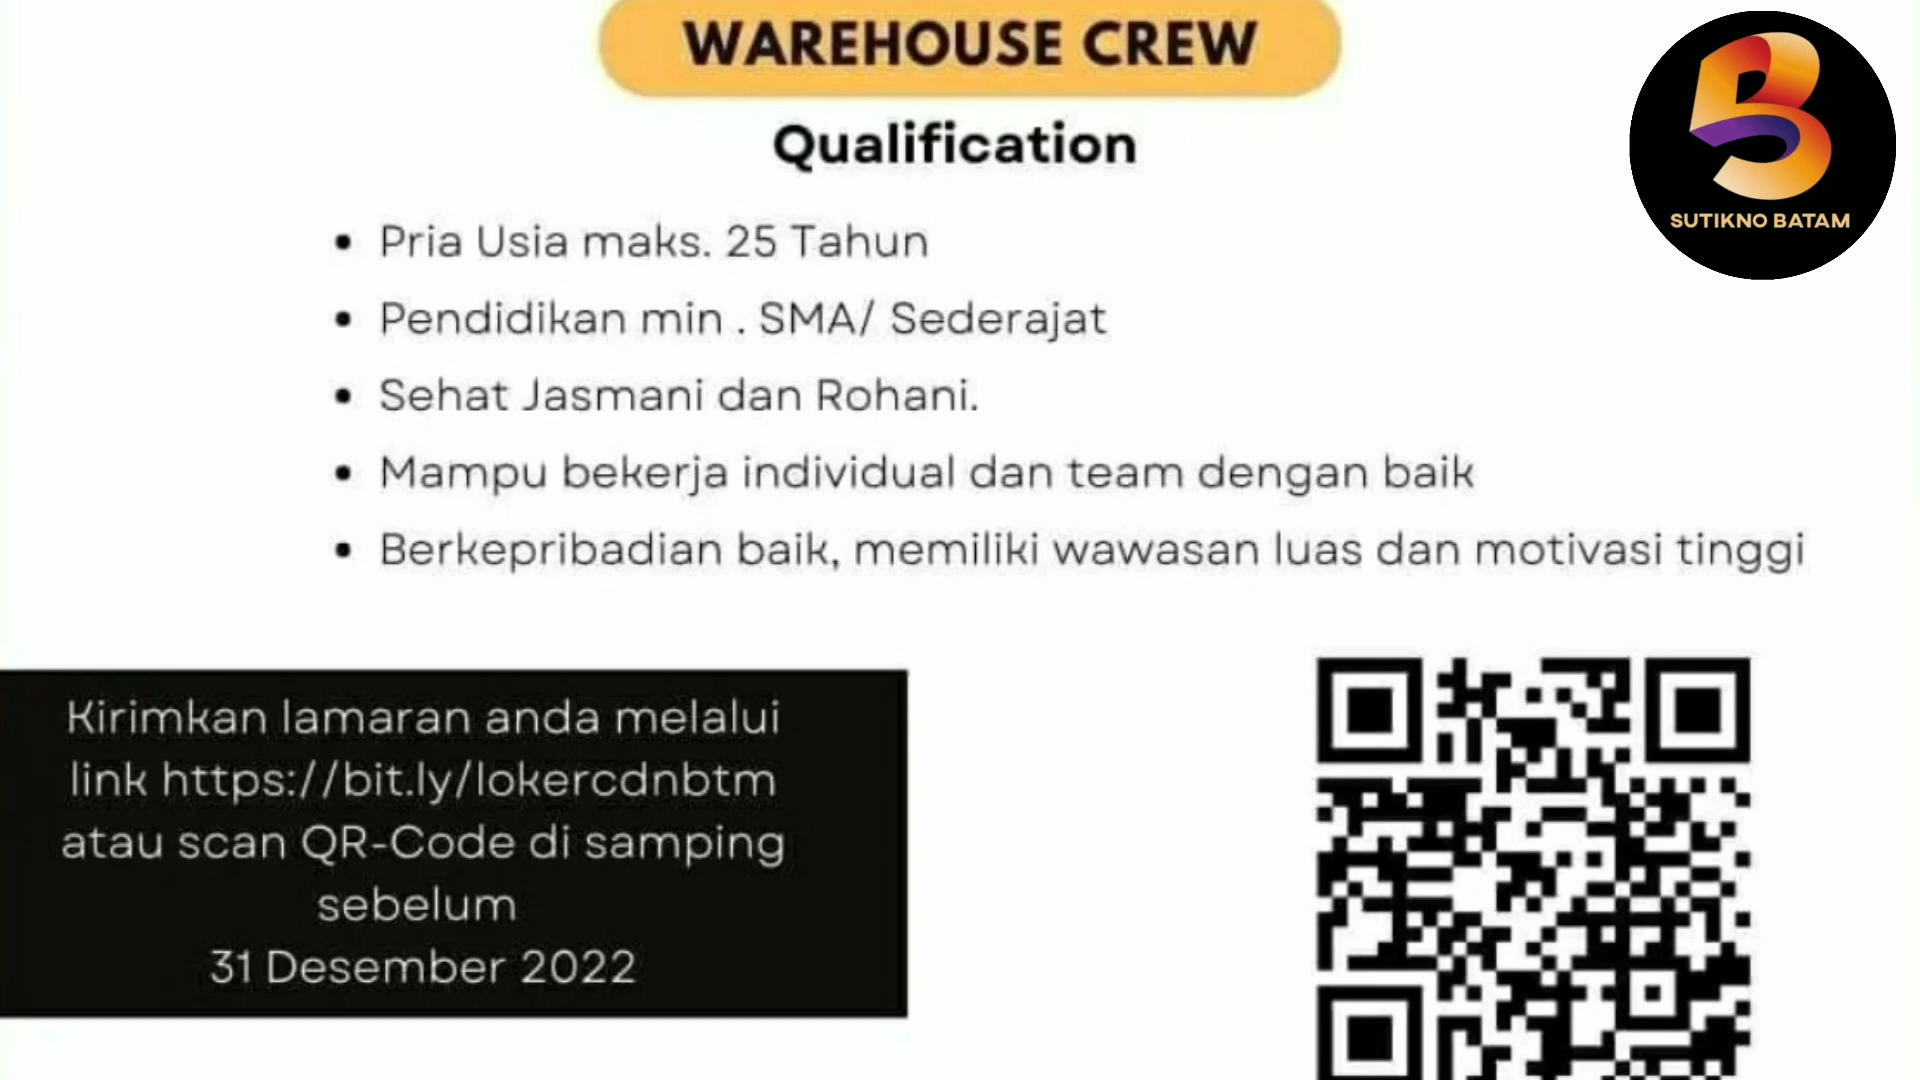 WAREHOUSE CREW
SUTIKNO BATAM
Qualification
• Pria Usia maks. 25 Tahun
• Pendidikan min . SMA/ Sederajat
• Sehat Jasmani dan Rohani.
• Mampu bekerja individual dan team dengan baik
• Berkepribadian baik, memiliki wawasan luas dan motivasi tinggi
Kirimkan lamaran anda melalui
link https://bit.ly/lokercdnbtm
atau scan QR-Code di samping
sebelum
31 Desember 2022